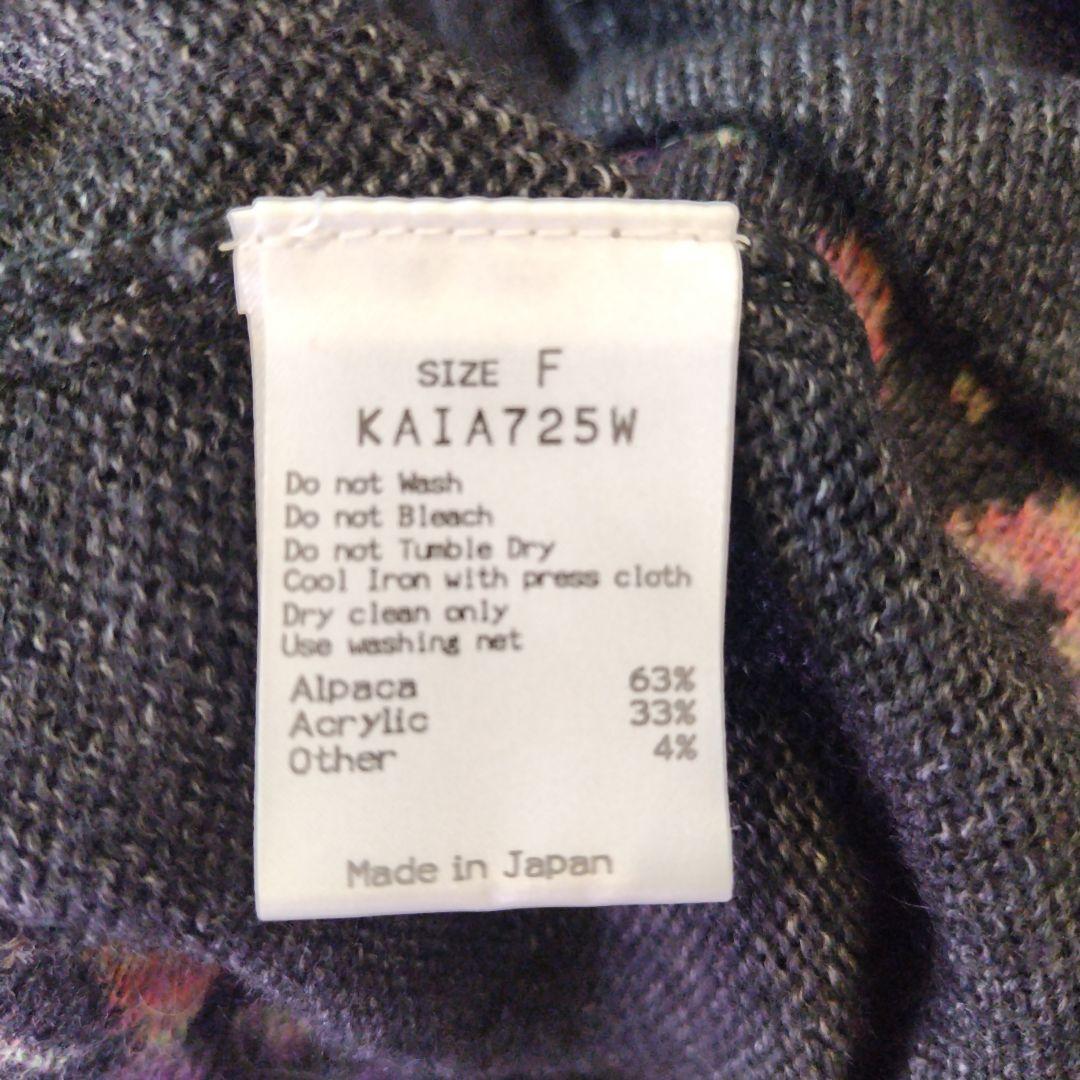 SIZE F
KAIA725W
Do not Wash
Do not Bleach
Do not Tumble Dry
Cool Iron with press cloth
Dry clean only
Use washing net
Alpaca 63%
Acrylic 33%
Other 4%
Made in Japan